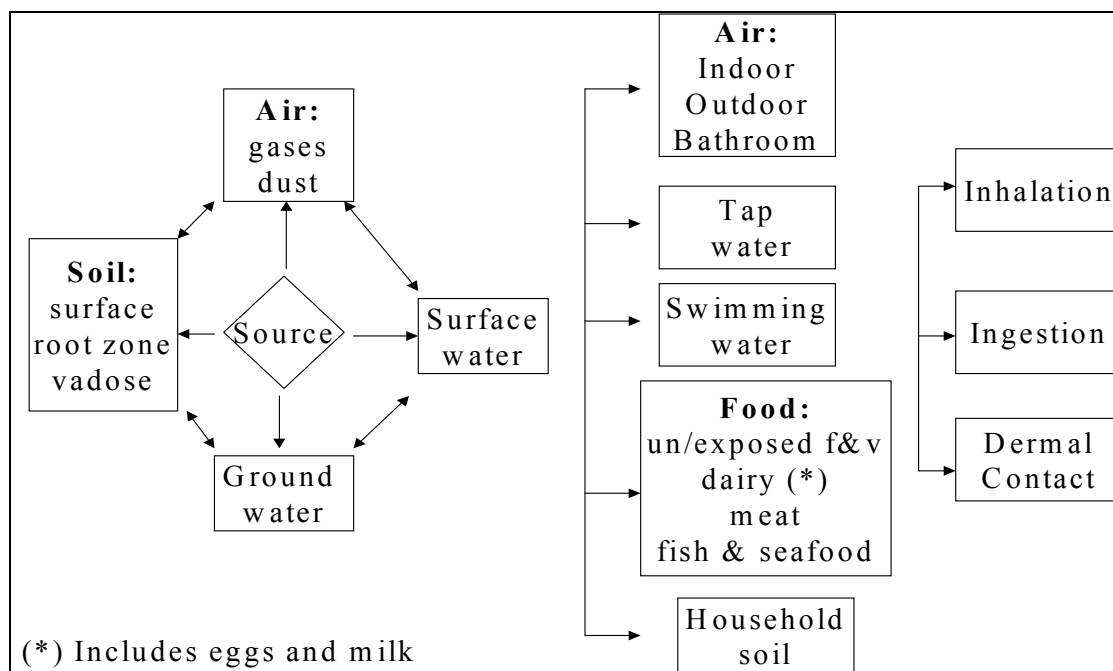 Air:
gases
dust
Soil:
surface
root zone
vadose
Source
Surface
water
Ground
water
Air:
Indoor
Outdoor
Bathroom
Tap
water
Swimming
water
Food:
un/exposed f&v
dairy (*)
meat
fish & seafood
Household
soil
Inhalation
Ingestion
Dermal
Contact
(*) Includes eggs and milk